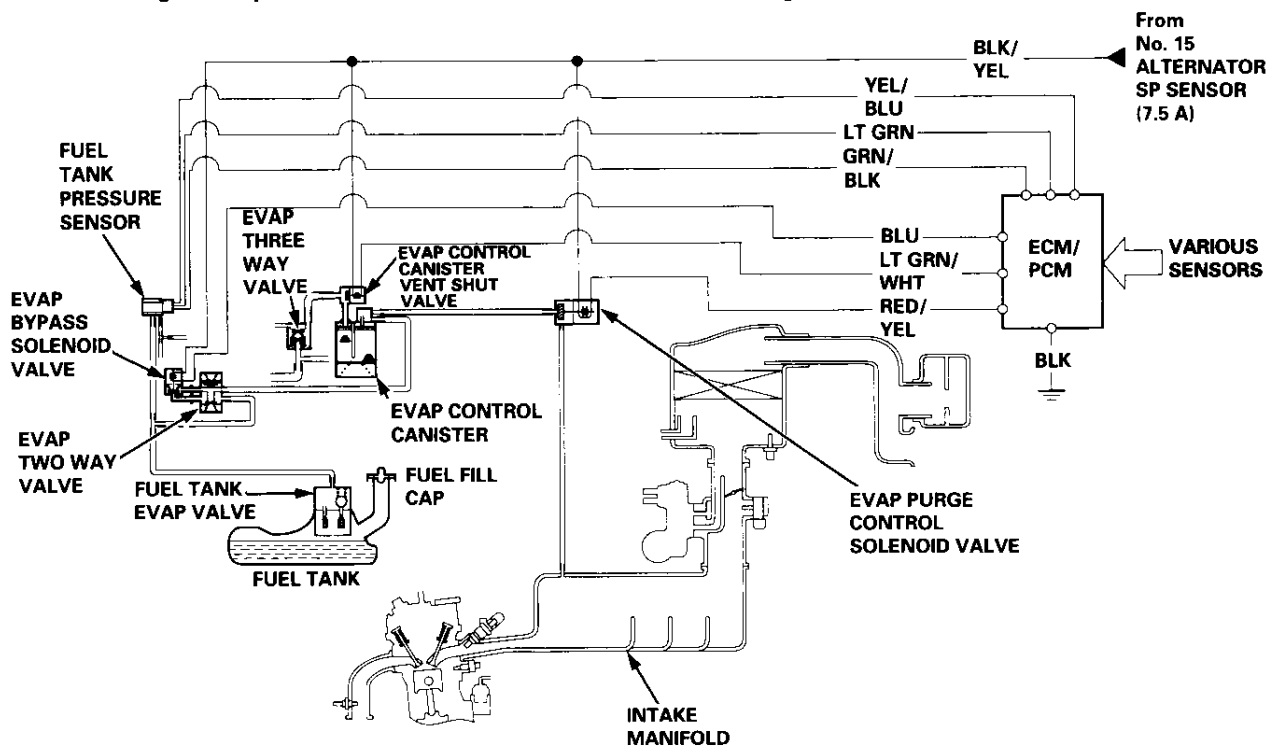 From
No. 15
ALTERNATOR
SP SENSOR
(7.5 A)
BLK/
YEL
YEL/
BLU
LT GRN
GRN/
BLK
FUEL
TANK
PRESSURE
SENSOR
EVAP
THREE
WAY
VALVE
EVAP CONTROL
CANISTER
VENT SHUT
VALVE
BLU
LT GRN/
WHT
RED/
YEL
ECM/
PCM
VARIOUS
SENSORS
BLK
EVAP
BYPASS
SOLENOID
VALVE
EVAP CONTROL
CANISTER
EVAP
TWO WAY
VALVE
FUEL TANK
EVAP VALVE
FUEL FILL
CAP
EVAP PURGE
CONTROL
SOLENOID VALVE
FUEL TANK
INTAKE
MANIFOLD